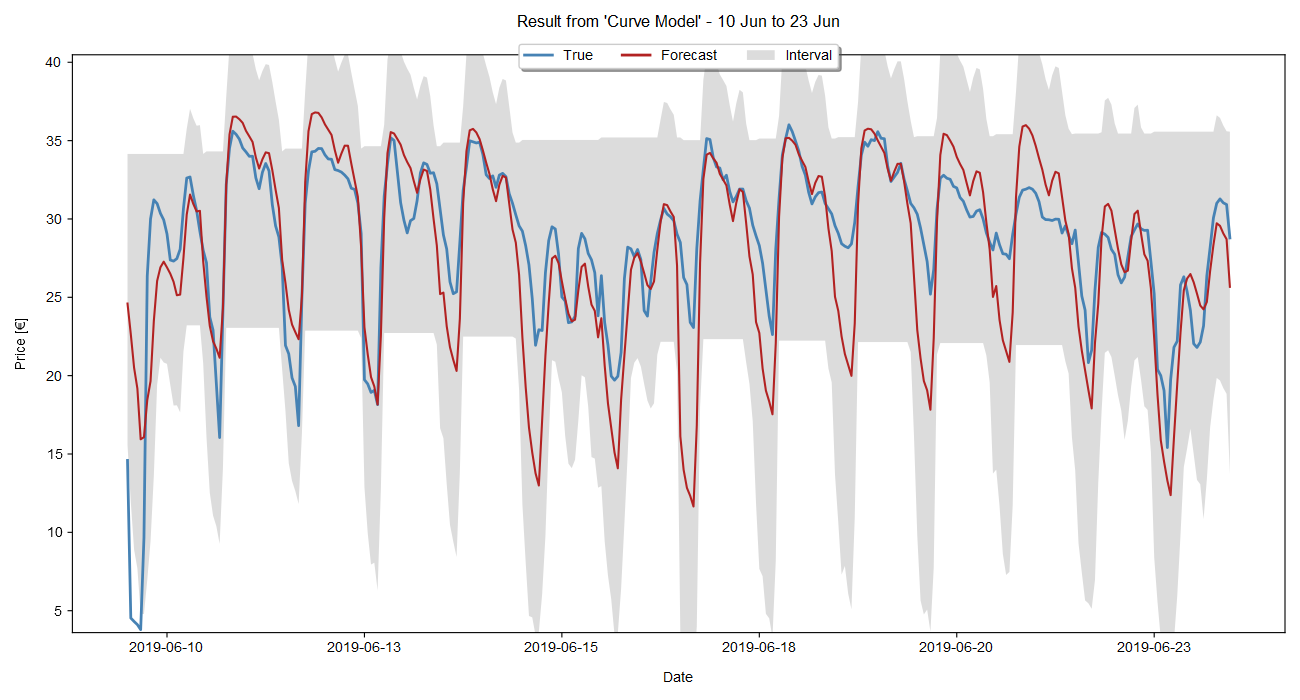 Result from 'Curve Model' - 10 Jun to 23 Jun
True Forecast Interval
40
35
30
25
20
15
10
5
Price [€]
2019-06-10 2019-06-13 2019-06-15 2019-06-18 2019-06-20 2019-06-23
Date